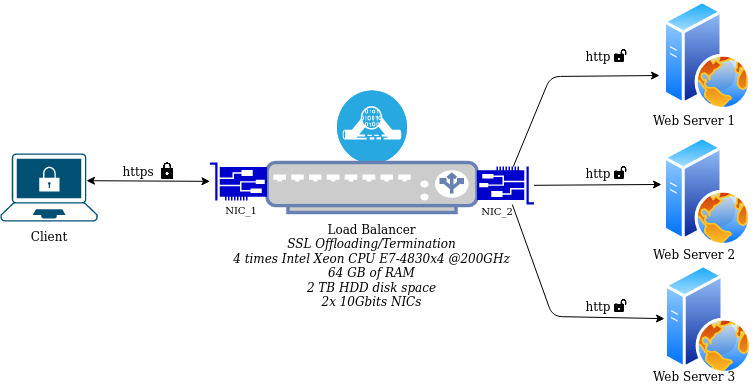 http
Web Server 1
https
http
NIC_1
NIC_2
Client
Load Balancer
SSL Offloading/Termination
4 times Intel Xeon CPU E7-4830x4 @200GHz
64 GB of RAM
2 TB HDD disk space
2x 10Gbits NICs
Web Server 2
http
Web Server 3